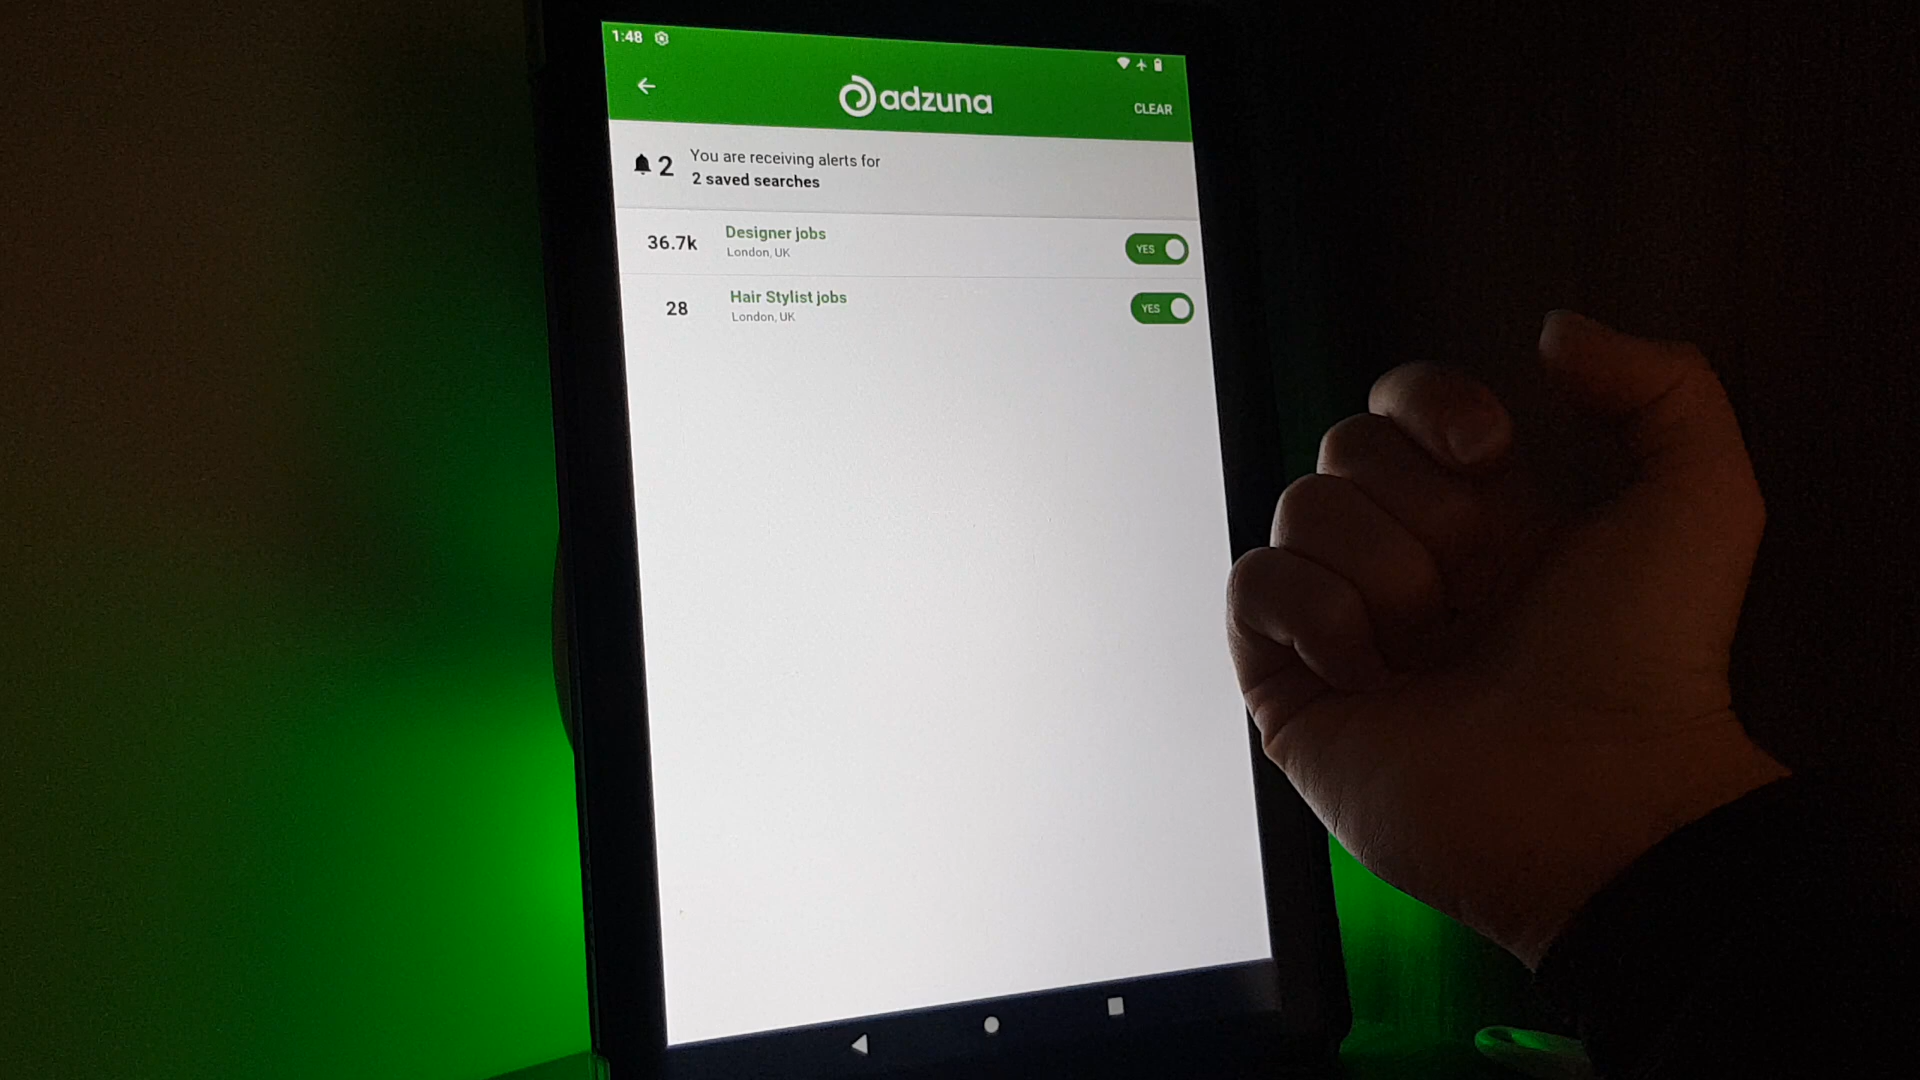 1:48
adzuna
CLEAR
2
You are receiving alerts for
2 saved searches
36.7k
Designer jobs
London, UK
YES
28
Hair Stylist jobs
London, UK
YES